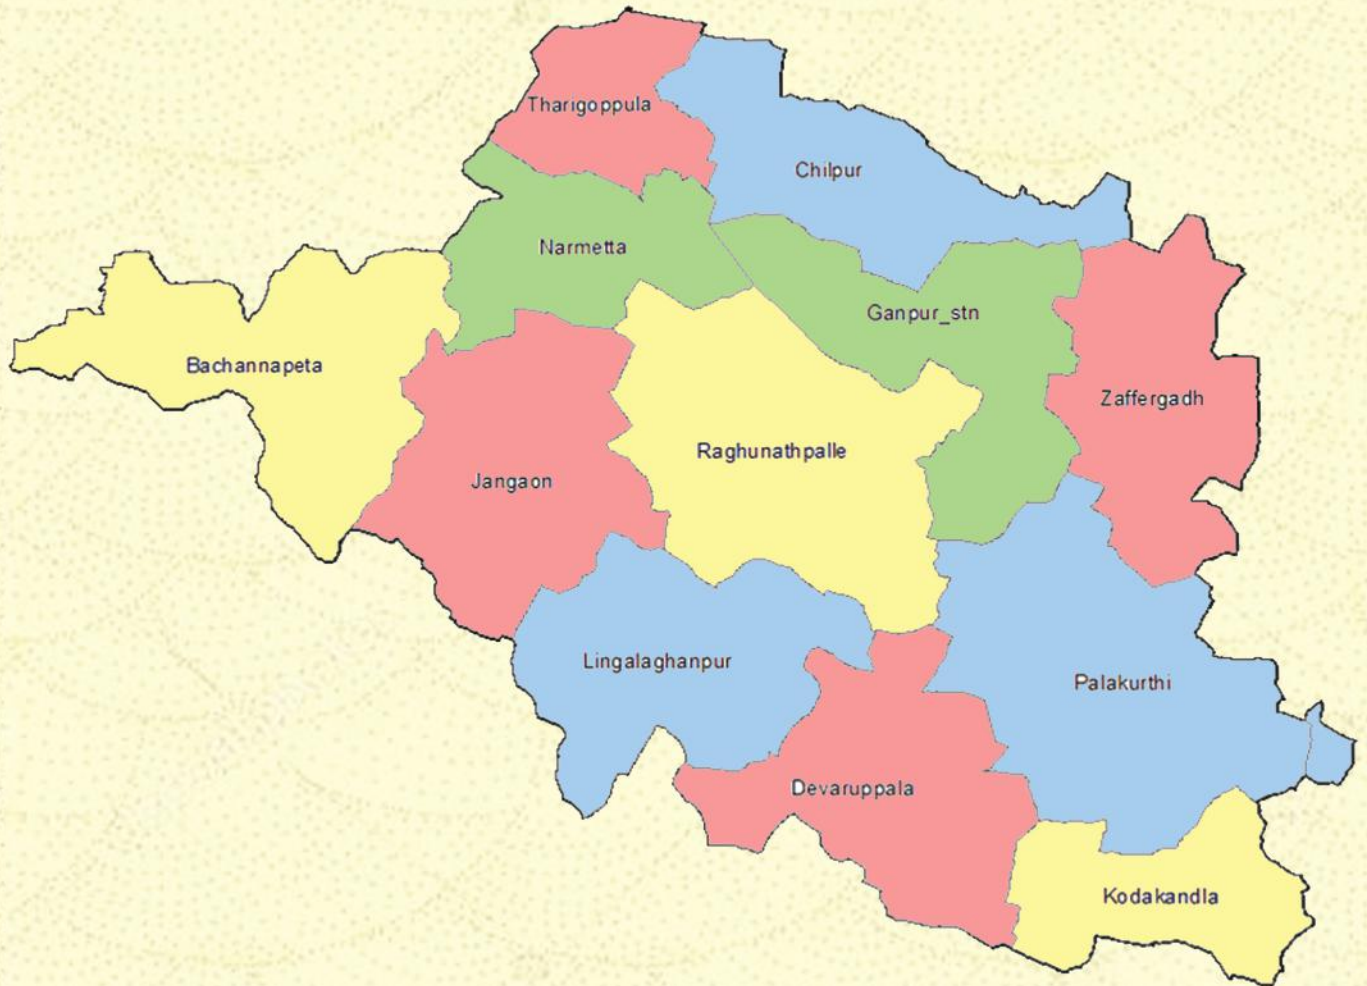 Tharigoppula
Chilpur
Narmetta
Ganpur_stn
Bachannapeta
Zaffergadh
Raghunathpalle
Jangaon
Lingalaghanpur
Palakurthi
Devaruppala
Kodakandla